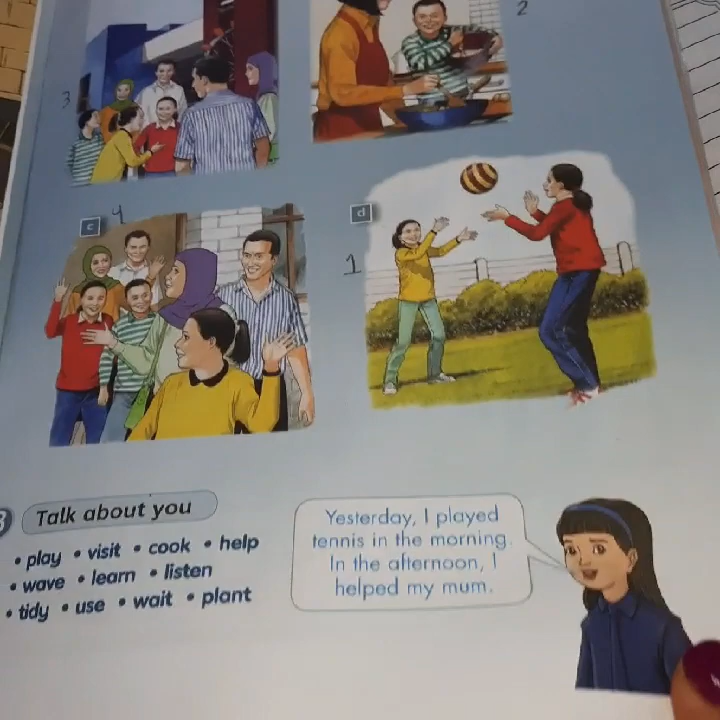 2
3
c 4
d
1
3 Talk about you
• play • visit • cook • help
• wave • learn • listen
• tidy • use • wait • plant
Yesterday, I played
tennis in the morning.
In the afternoon, I
helped my mum.